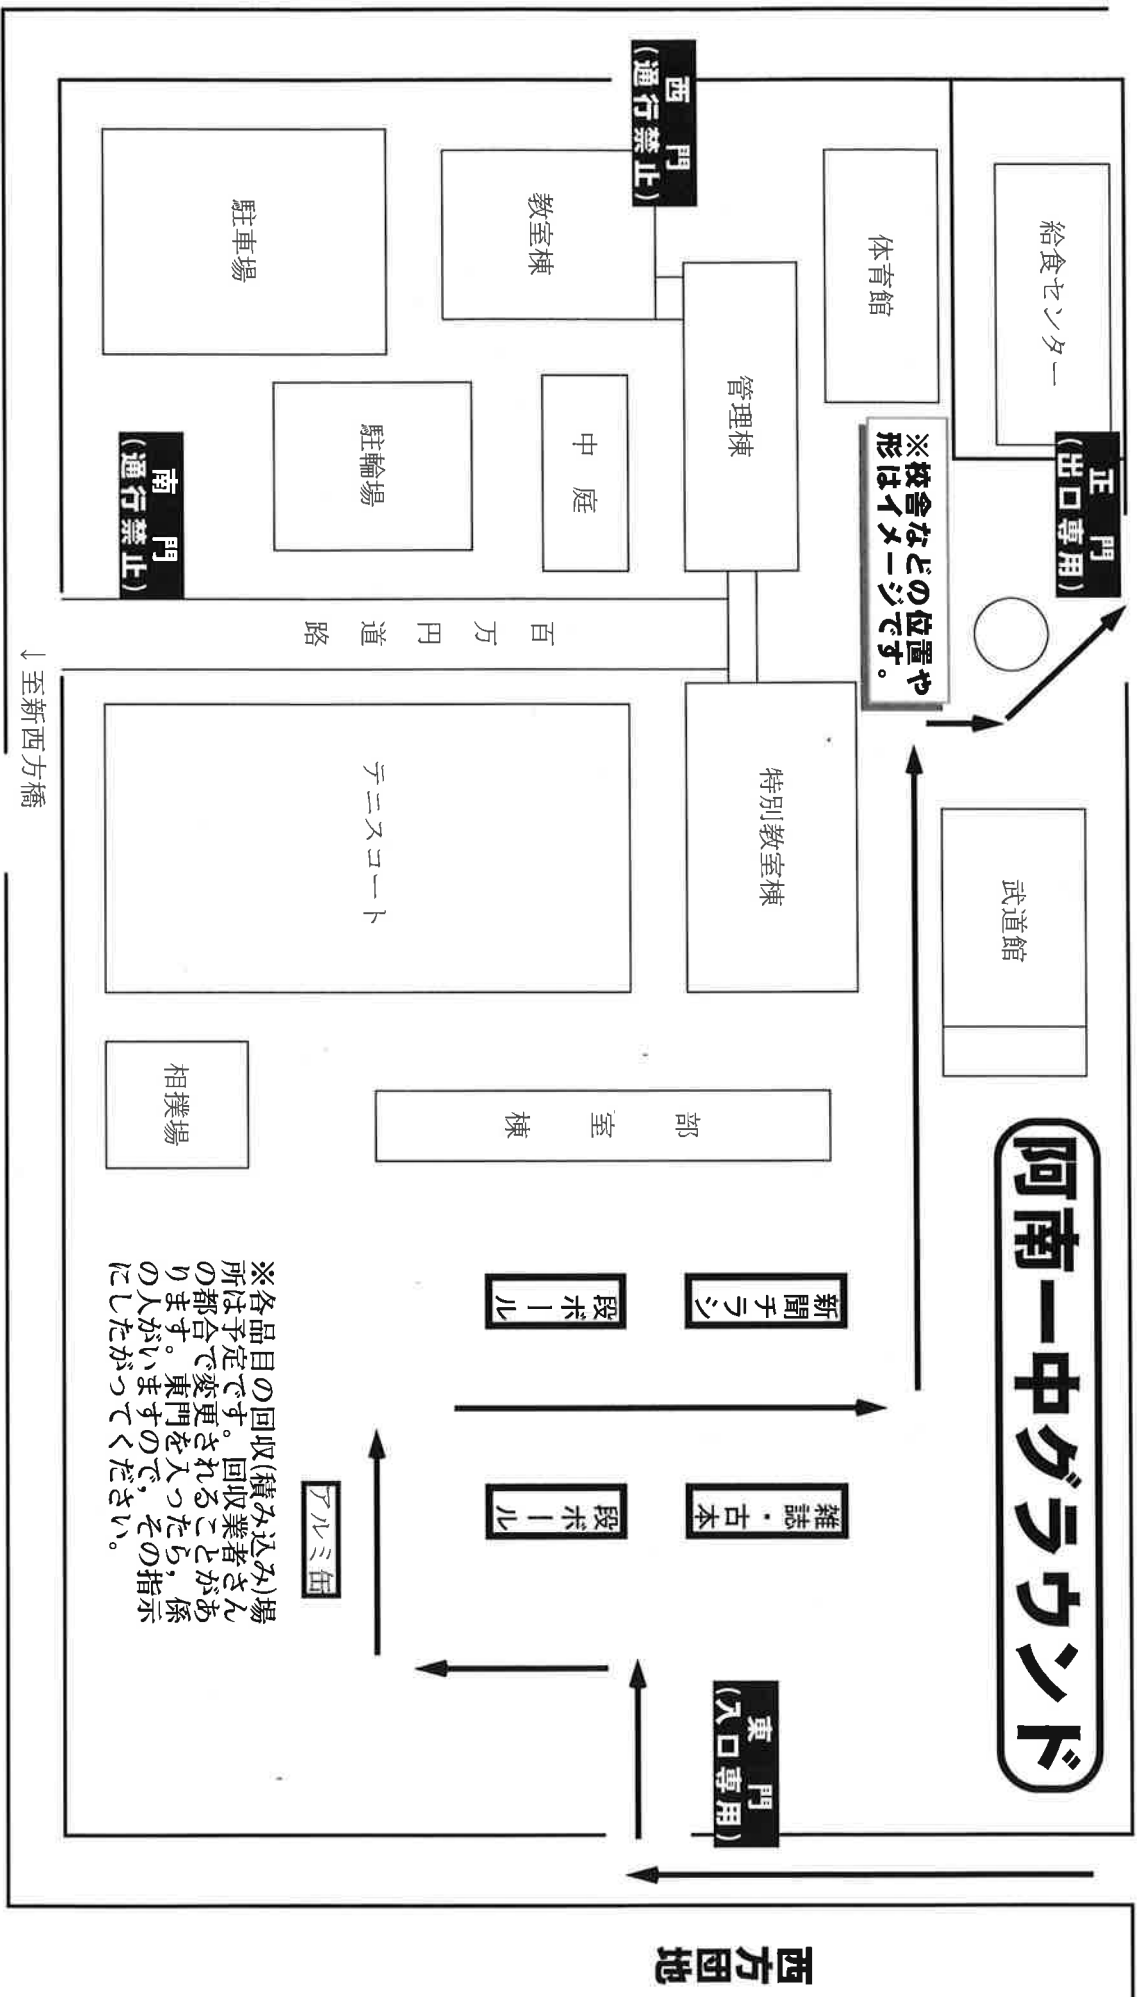 阿南一中グラウンド
給食センター
正門
(出口専用)
体育館
※校舎などの位置や
形はイメージです。
武道館
西門
(通行禁止)
管理棟
特別教室棟
教室棟
中庭
百万円道路
部室棟
新聞
チラシ
雑誌・
古本
段ボール
段ボール
東門
(入口専用)
西方団地
駐車場
駐輪場
テニスコート
相撲場
アルミ缶
南門
(通行禁止)
※各品目の回収(積み込み)場
所は予定です。回収業者さん
の都合で変更されることがあ
ります。東門を入ったら，係
の人がいますので，その指示
にしたがってください。
↓至新西方橋